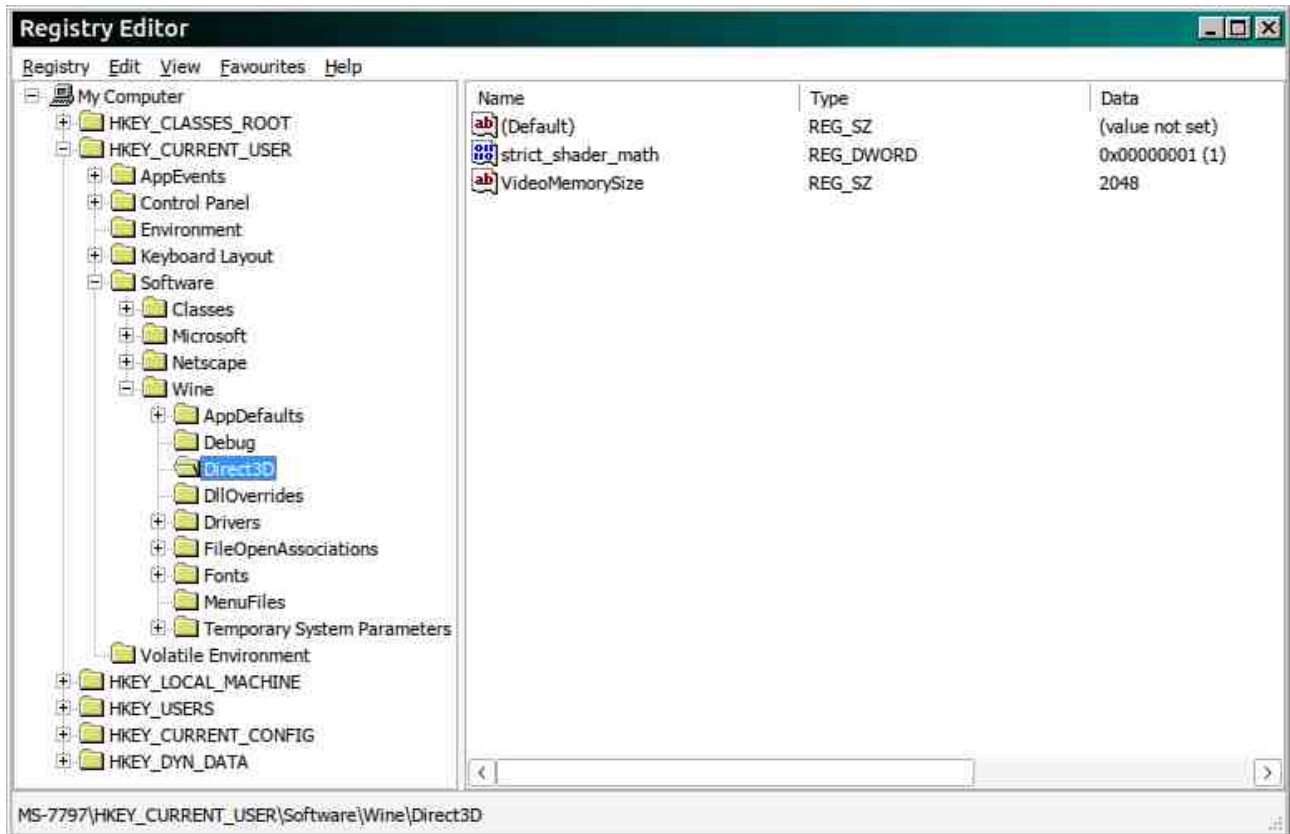 Registry Editor
Registry Edit View Favourites Help
My Computer
HKEY_CLASSES_ROOT
HKEY_CURRENT_USER
AppEvents
Control Panel
Environment
Keyboard Layout
Software
Classes
Microsoft
Netscape
Wine
AppDefaults
Debug
Direct3D
DllOverrides
Drivers
FileOpenAssociations
Fonts
MenuFiles
Temporary System Parameters
Volatile Environment
HKEY_LOCAL_MACHINE
HKEY_USERS
HKEY_CURRENT_CONFIG
HKEY_DYN_DATA
Name Type Data
ab (Default) REG_SZ (value not set)
strict_shader_math REG_DWORD 0x00000001 (1)
ab VideoMemorySize REG_SZ 2048
MS-7797\HKEY_CURRENT_USER\Software\Wine\Direct3D